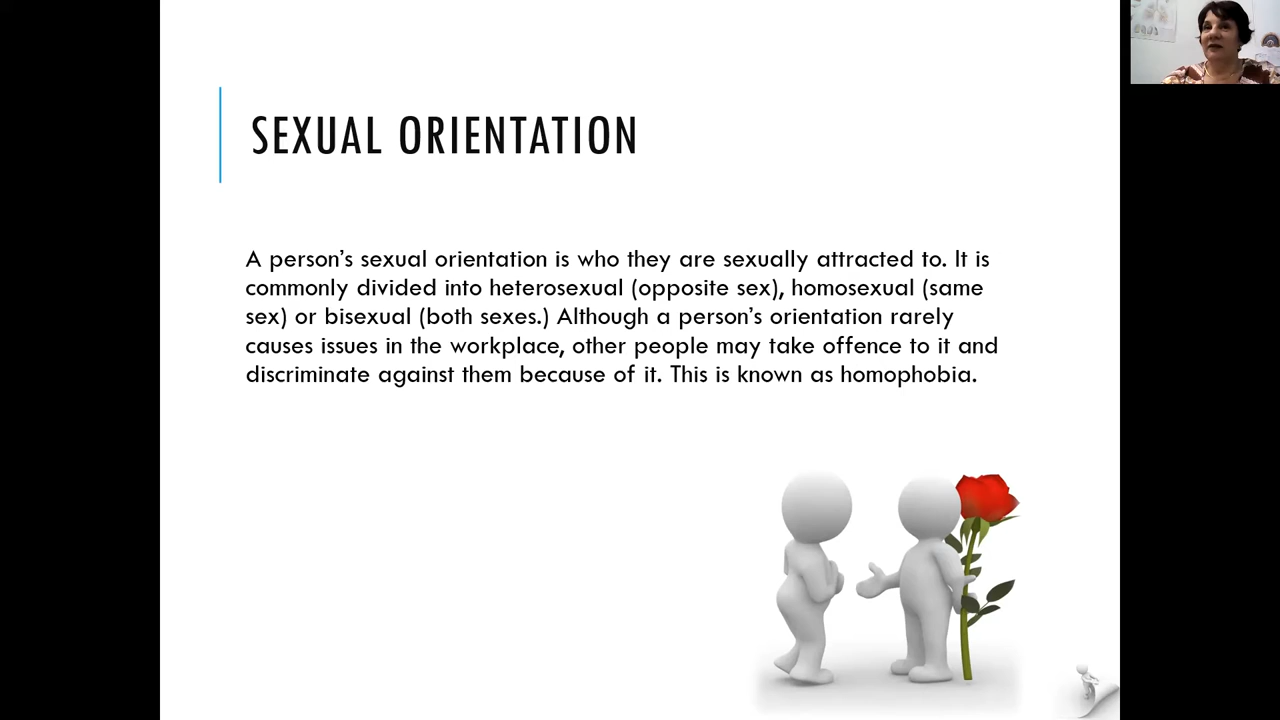 SEXUAL ORIENTATION
A person’s sexual orientation is who they are sexually attracted to. It is
commonly divided into heterosexual (opposite sex), homosexual (same
sex) or bisexual (both sexes.) Although a person’s orientation rarely
causes issues in the workplace, other people may take offence to it and
discriminate against them because of it. This is known as homophobia.